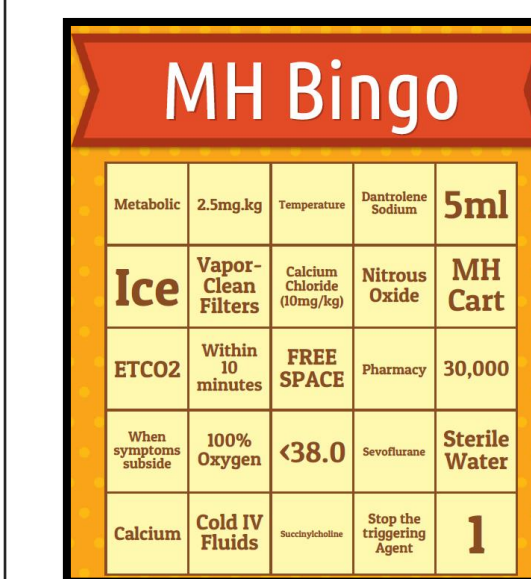 MH Bingo
Metabolic
2.5mg.kg
Temperature
Dantrolene
Sodium
5ml
Ice
Vapor-
Clean
Filters
Calcium
Chloride
(10mg/kg)
Nitrous
Oxide
MH
Cart
ETCO2
Within
10
minutes
FREE
SPACE
Pharmacy
30,000
When
symptoms
subside
100%
Oxygen
<38.0
Sevoflurane
Sterile
Water
Calcium
Cold IV
Fluids
Succinylcholine
Stop the
triggering
Agent
1